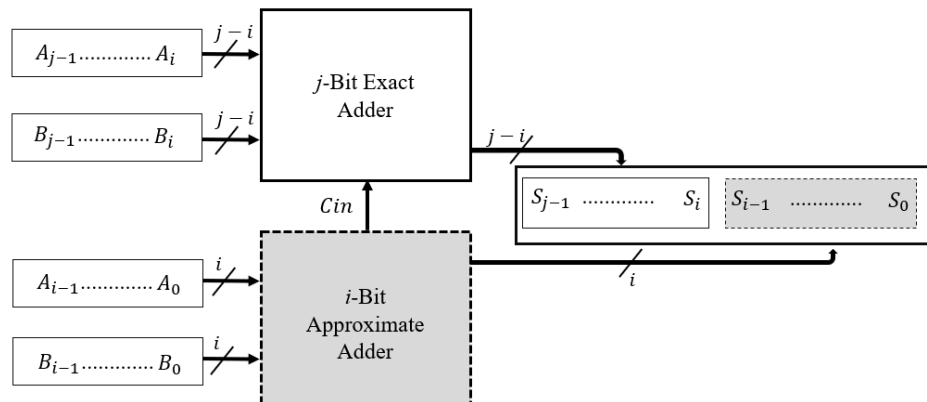 j − i
A_{j−1} ............. A_i
j-Bit Exact
Adder
j − i
B_{j−1} ............. B_i
j − i
S_{j−1} ............. S_i
S_{i−1} ............. S_0
Cin
i
A_{i−1} ............. A_0
i
i-Bit
Approximate
Adder
i
B_{i−1} ............. B_0